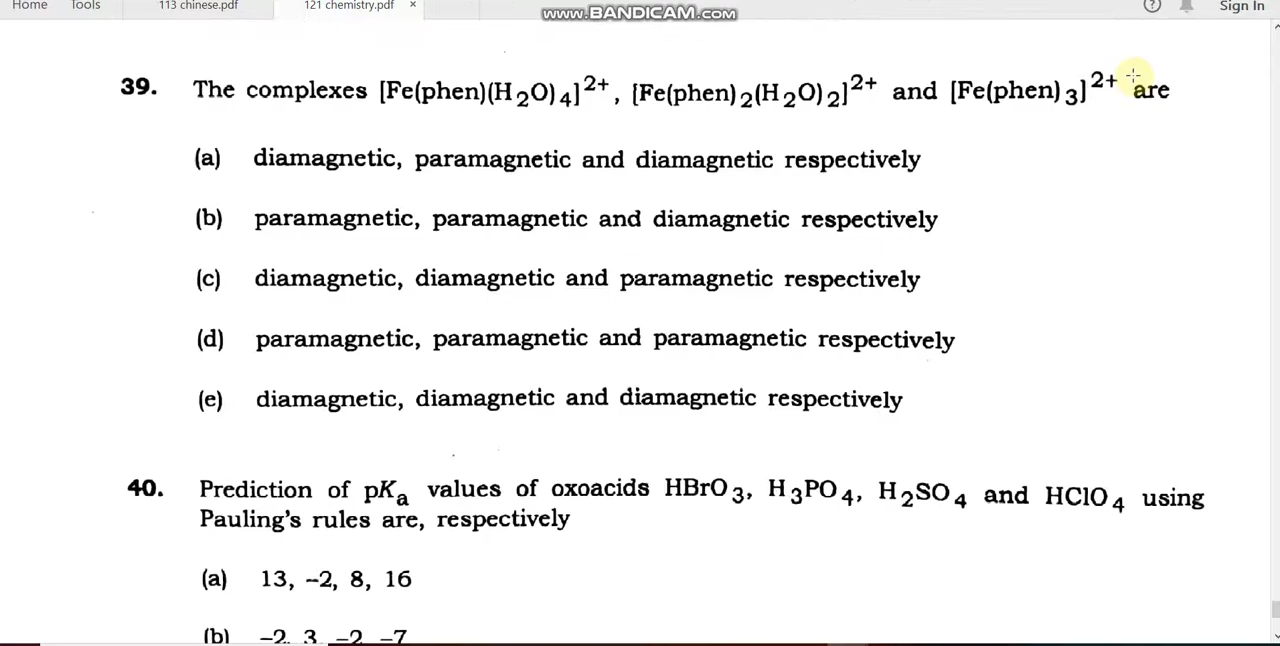 Home Tools 113 chinese.pdf 121 chemistry.pdf × www.BANDICAM.com ? Sign In
39. The complexes [Fe(phen)(H2O)4]2+, [Fe(phen)2(H2O)2]2+ and [Fe(phen)3]2+ are
(a) diamagnetic, paramagnetic and diamagnetic respectively
(b) paramagnetic, paramagnetic and diamagnetic respectively
(c) diamagnetic, diamagnetic and paramagnetic respectively
(d) paramagnetic, paramagnetic and paramagnetic respectively
(e) diamagnetic, diamagnetic and diamagnetic respectively
40. Prediction of pKa values of oxoacids HBrO3, H3PO4, H2SO4 and HClO4 using
Pauling's rules are, respectively
(a) 13, –2, 8, 16
(b) –2, 3, –2, –7